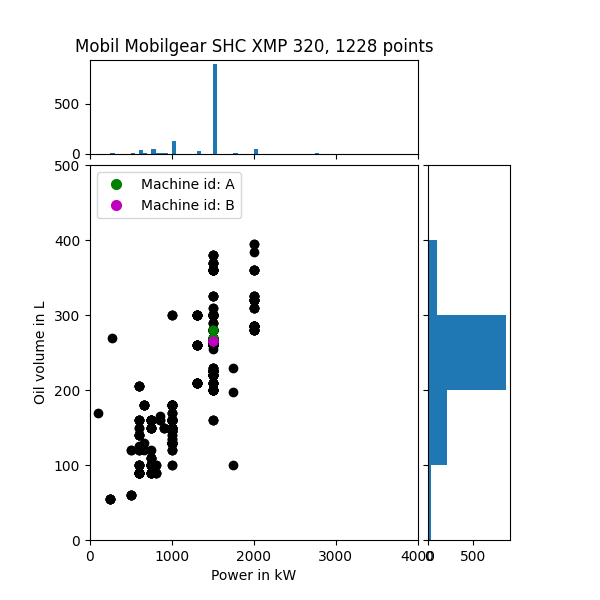 Mobil Mobilgear SHC XMP 320, 1228 points
500
0
500
400
300
200
100
0
Oil volume in L
Machine id: A
Machine id: B
0 1000 2000 3000 4000
0 500
Power in kW